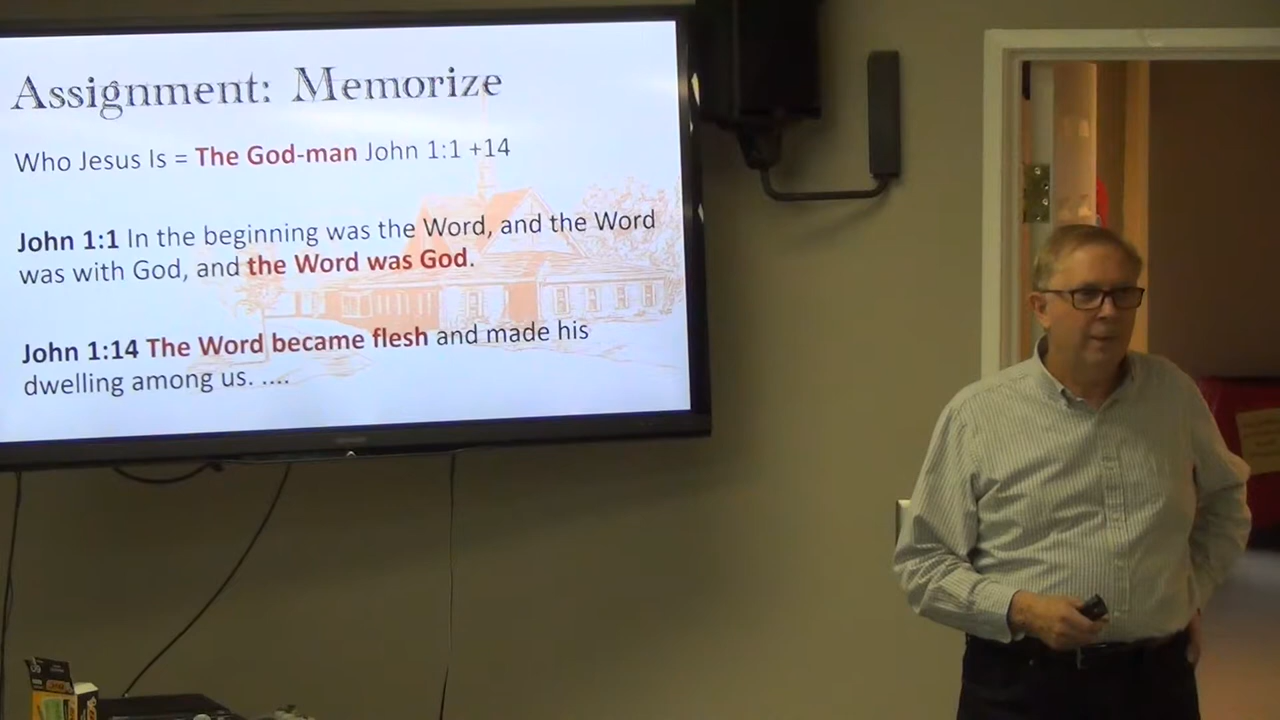 Assignment: Memorize
Who Jesus Is = The God-man John 1:1 +14
John 1:1 In the beginning was the Word, and the Word
was with God, and the Word was God.
John 1:14 The Word became flesh and made his
dwelling among us. ....